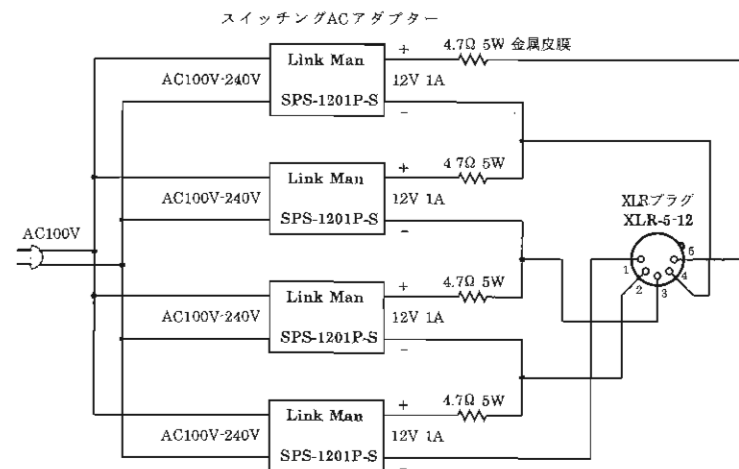 スイッチングACアダプター
+
4.7Ω 5W 金属皮膜
Link Man
AC100V-240V
12V 1A
SPS-1201P-S
−
+
4.7Ω 5W
Link Man
AC100V-240V
12V 1A
SPS-1201P-S
−
XLRプラグ
XLR-5-12
AC100V
5
1
4
2
3
+
4.7Ω 5W
Link Man
AC100V-240V
12V 1A
SPS-1201P-S
−
+
4.7Ω 5W
Link Man
AC100V-240V
12V 1A
SPS-1201P-S
−